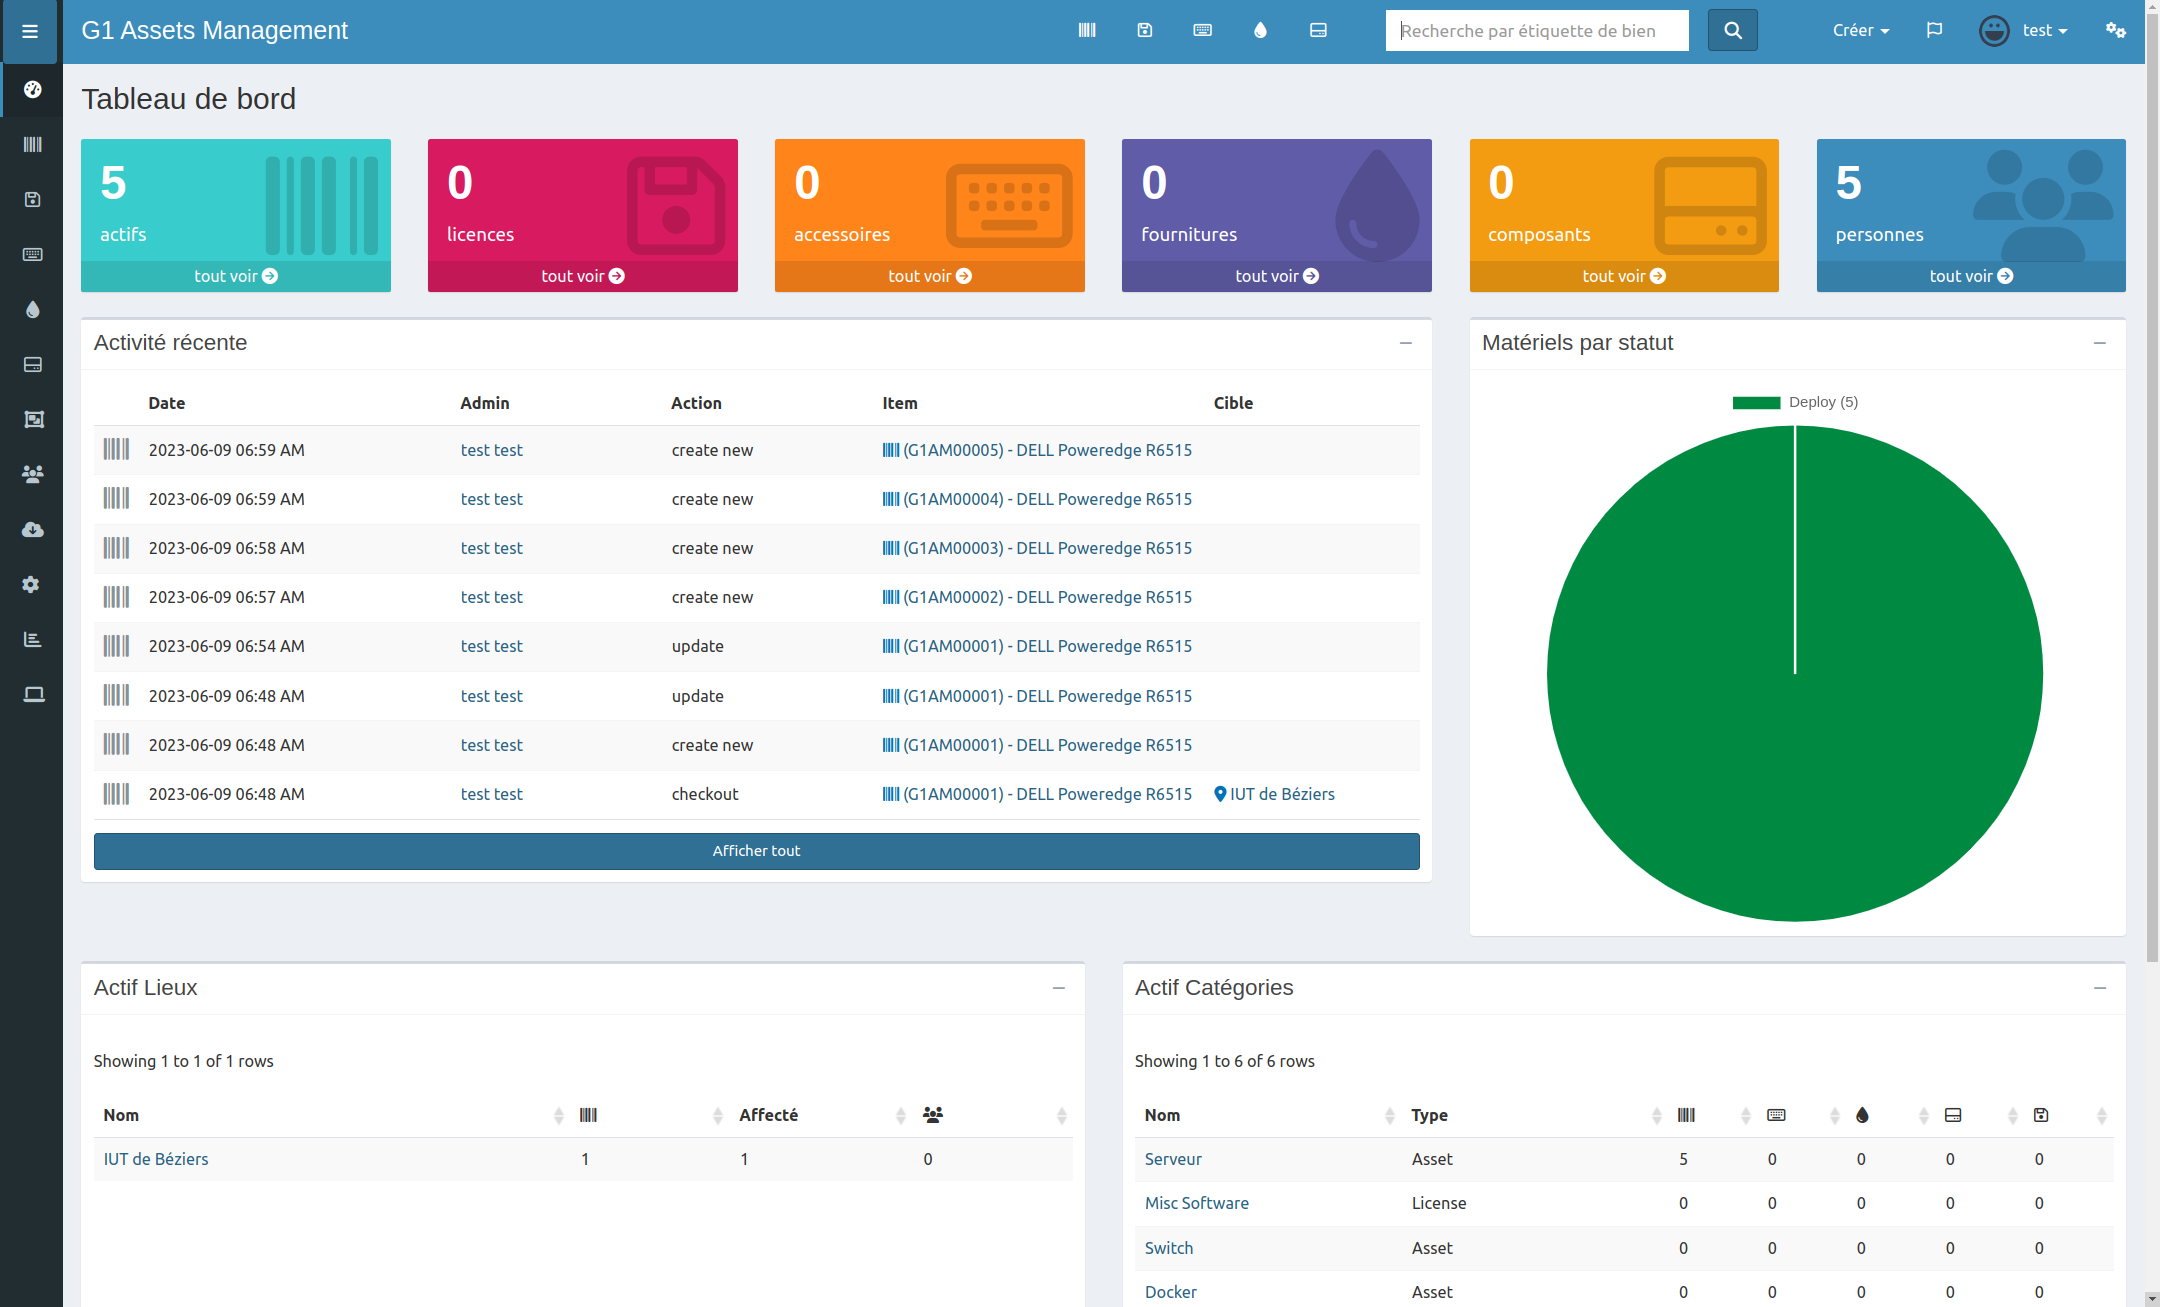 G1 Assets Management
Recherche par étiquette de bien
Créer
test
Tableau de bord
5
actifs
tout voir
0
licences
tout voir
0
accessoires
tout voir
0
fournitures
tout voir
0
composants
tout voir
5
personnes
tout voir
Activité récente
Date Admin Action Item Cible
2023-06-09 06:59 AM test test create new (G1AM00005) - DELL Poweredge R6515
2023-06-09 06:59 AM test test create new (G1AM00004) - DELL Poweredge R6515
2023-06-09 06:58 AM test test create new (G1AM00003) - DELL Poweredge R6515
2023-06-09 06:57 AM test test create new (G1AM00002) - DELL Poweredge R6515
2023-06-09 06:54 AM test test update (G1AM00001) - DELL Poweredge R6515
2023-06-09 06:48 AM test test update (G1AM00001) - DELL Poweredge R6515
2023-06-09 06:48 AM test test create new (G1AM00001) - DELL Poweredge R6515
2023-06-09 06:48 AM test test checkout (G1AM00001) - DELL Poweredge R6515 IUT de Béziers
Afficher tout
Matériels par statut
Deploy (5)
Actif Lieux
Showing 1 to 1 of 1 rows
Nom Affecté
IUT de Béziers 1 1 0
Actif Catégories
Showing 1 to 6 of 6 rows
Nom Type
Serveur Asset 5 0 0 0 0
Misc Software License 0 0 0 0 0
Switch Asset 0 0 0 0 0
Docker Asset 0 0 0 0 0